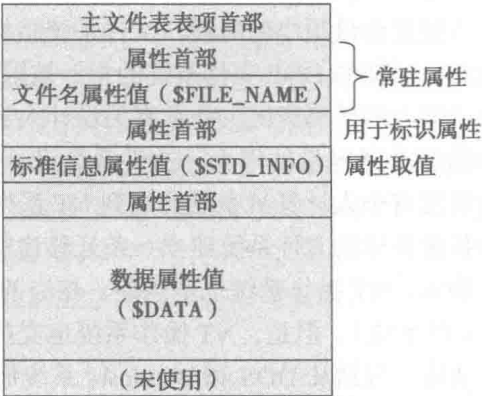 主文件表表项首部
属性首部
文件名属性值（$FILE_NAME）
常驻属性
属性首部
用于标识属性
标准信息属性值（$STD_INFO）
属性取值
属性首部
数据属性值
（$DATA）
（未使用）